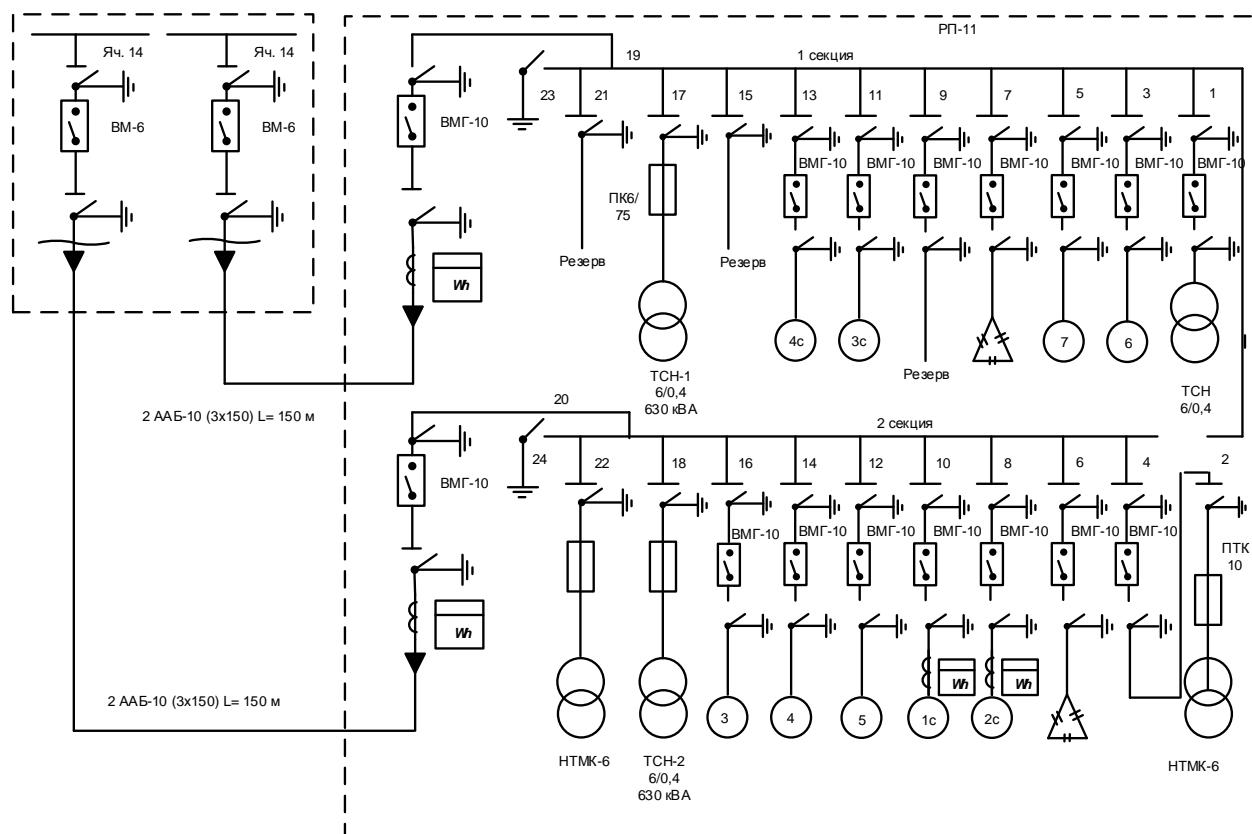 РП-11
Яч. 14
Яч. 14
19
1 секция
23
21
17
15
13
11
9
7
5
3
1
ВМ-6
ВМ-6
ВМГ-10
ВМГ-10
ВМГ-10
ВМГ-10
ВМГ-10
ВМГ-10
ВМГ-10
ВМГ-10
ПК6/
75
Резерв
Резерв
Wh
4с
3с
7
6
Резерв
ТСН-1
6/0,4
630 кВА
ТСН
6/0,4
2 ААБ-10 (3x150) L= 150 м
20
2 секция
24
22
18
16
14
12
10
8
6
4
2
ВМГ-10
ВМГ-10
ВМГ-10
ВМГ-10
ВМГ-10
ВМГ-10
ВМГ-10
ВМГ-10
ПТК
10
Wh
Wh
Wh
2 ААБ-10 (3x150) L= 150 м
3
4
5
1с
2с
НТМК-6
ТСН-2
6/0,4
630 кВА
НТМК-6